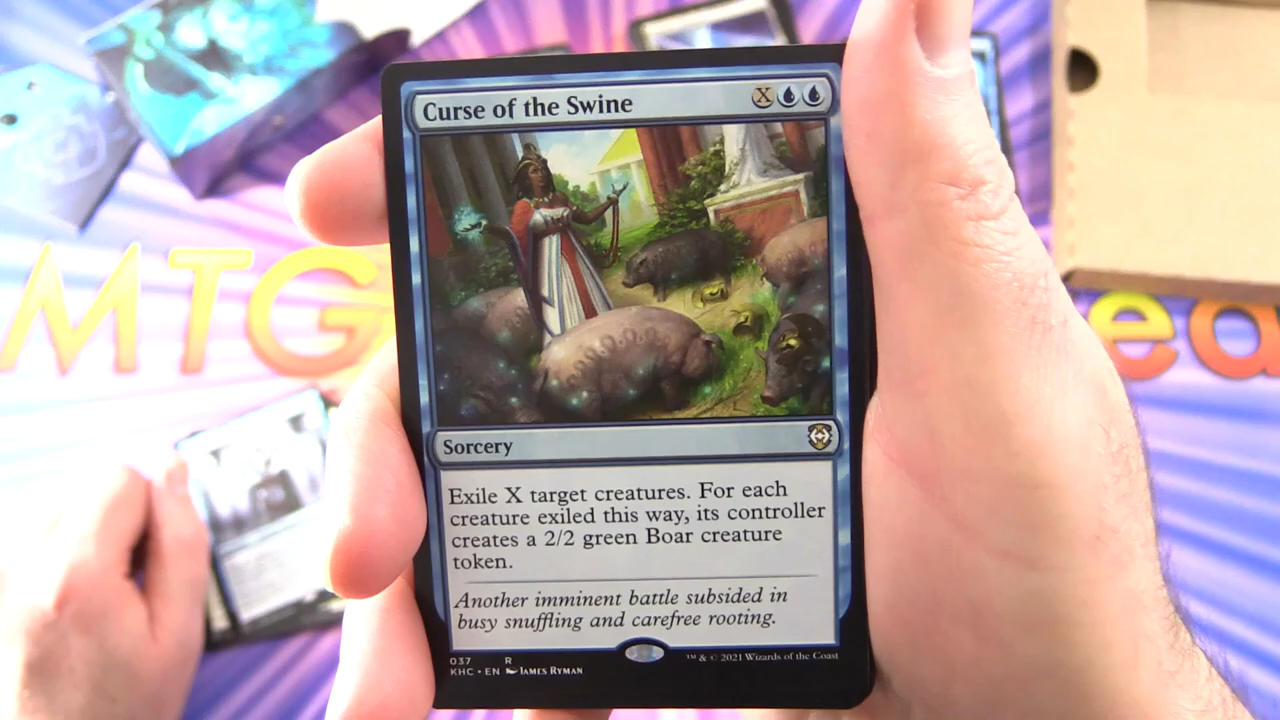 Curse of the Swine X
MTG
ea
Sorcery
Exile X target creatures. For each
creature exiled this way, its controller
creates a 2/2 green Boar creature
token.
Another imminent battle subsided in
busy snuffling and carefree rooting.
037 R
KHC • EN JAMES RYMAN
™ & © 2021 Wizards of the Coast